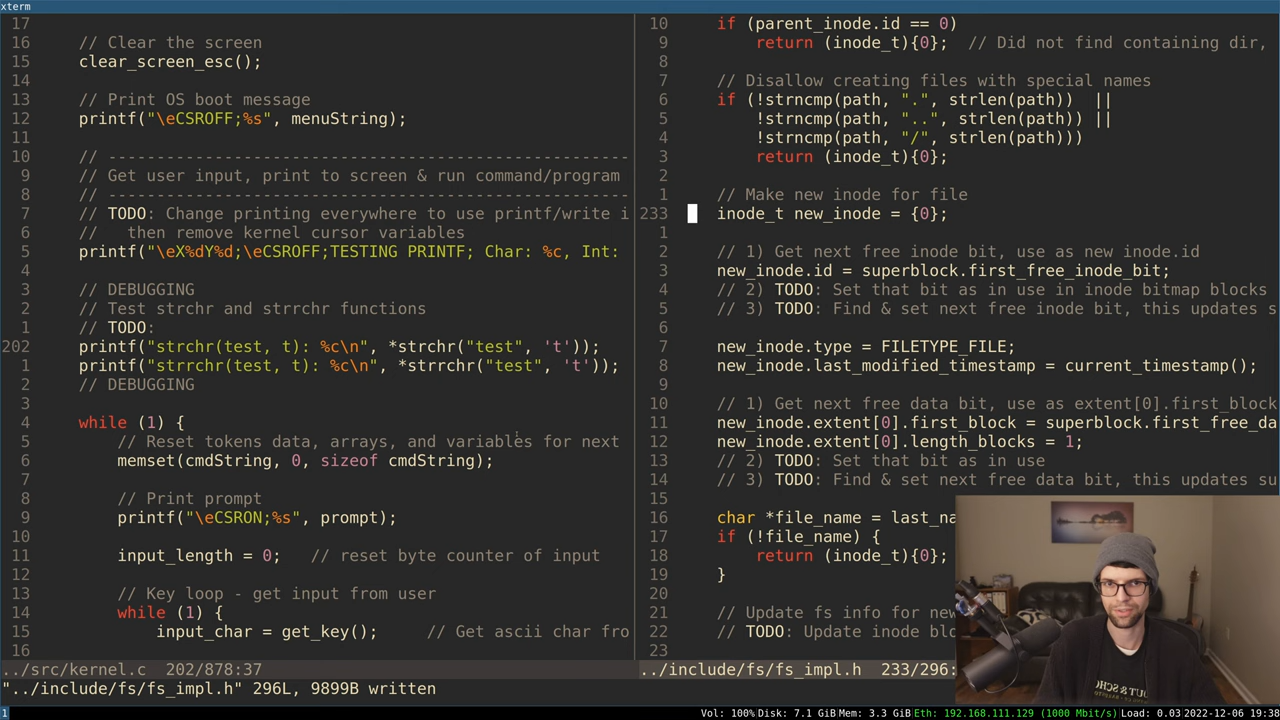 xterm
17
16 // Clear the screen
15 clear_screen_esc();
14
13 // Print OS boot message
12 printf("\eCSROFF;%s", menuString);
11
10 // ------------------------------------------------------
9 // Get user input, print to screen & run command/program
8 // ------------------------------------------------------
7 // TODO: Change printing everywhere to use printf/write i
6 // then remove kernel cursor variables
5 printf("\eX%dY%d;\eCSROFF;TESTING PRINTF; Char: %c, Int:
4
3 // DEBUGGING
2 // Test strchr and strrchr functions
1 // TODO:
202 printf("strchr(test, t): %c\n", *strchr("test", 't'));
1 printf("strrchr(test, t): %c\n", *strrchr("test", 't'));
2 // DEBUGGING
3
4 while (1) {
5 // Reset tokens data, arrays, and variables for next
6 memset(cmdString, 0, sizeof cmdString);
7
8 // Print prompt
9 printf("\eCSRON;%s", prompt);
10
11 input_length = 0; // reset byte counter of input
12
13 // Key loop - get input from user
14 while (1) {
15 input_char = get_key(); // Get ascii char fro
16
../src/kernel.c 202/878:37
"../include/fs/fs_impl.h" 296L, 9899B written
10 if (parent_inode.id == 0)
9 return (inode_t){0}; // Did not find containing dir,
8
7 // Disallow creating files with special names
6 if (!strncmp(path, ".", strlen(path)) ||
5 !strncmp(path, "..", strlen(path)) ||
4 !strncmp(path, "/", strlen(path)))
3 return (inode_t){0};
2
1 // Make new inode for file
233 inode_t new_inode = {0};
1
2 // 1) Get next free inode bit, use as new inode.id
3 new_inode.id = superblock.first_free_inode_bit;
4 // 2) TODO: Set that bit as in use in inode bitmap blocks
5 // 3) TODO: Find & set next free inode bit, this updates s
6
7 new_inode.type = FILETYPE_FILE;
8 new_inode.last_modified_timestamp = current_timestamp();
9
10 // 1) Get next free data bit, use as extent[0].first_block
11 new_inode.extent[0].first_block = superblock.first_free_da
12 new_inode.extent[0].length_blocks = 1;
13 // 2) TODO: Set that bit as in use
14 // 3) TODO: Find & set next free data bit, this updates su
15
16 char *file_name = last_na
17 if (!file_name) {
18 return (inode_t){0};
19 }
20
21 // Update fs info for new
22 // TODO: Update inode blo
23
../include/fs/fs_impl.h 233/296:
1 Vol: 100% Disk: 7.1 GiB Mem: 3.3 GiB Eth: 192.168.111.129 (1000 Mbit/s) Load: 0.03 2022-12-06 19:38